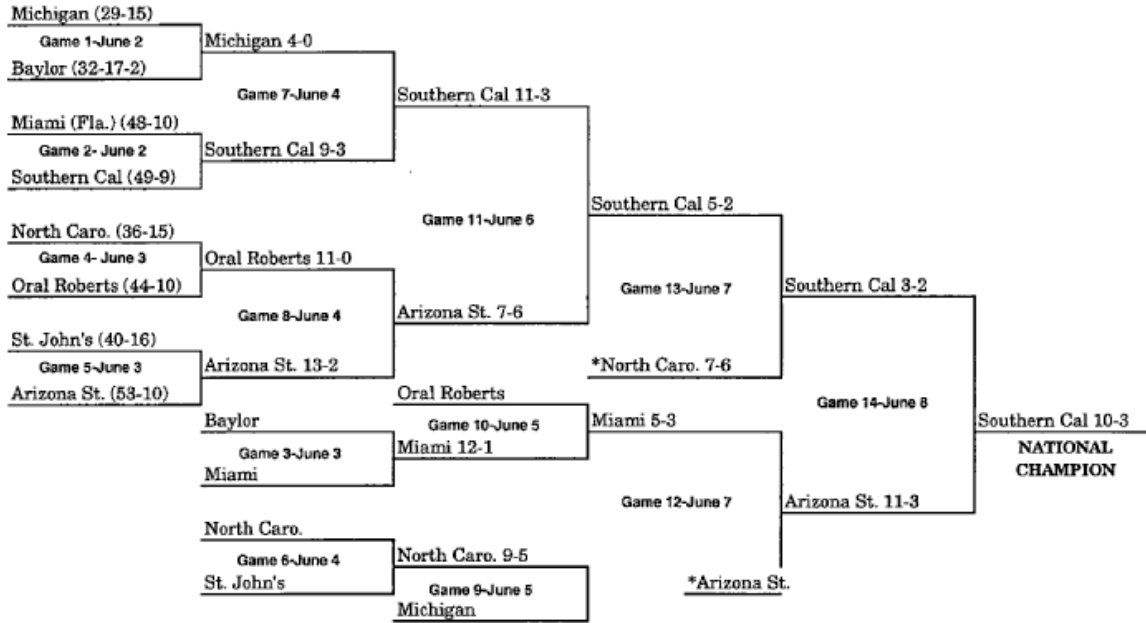 Michigan (29-15)
Game 1-June 2
Baylor (32-17-2)
Michigan 4-0
Game 7-June 4
Miami (Fla.) (48-10)
Game 2- June 2
Southern Cal (49-9)
Southern Cal 9-3
Southern Cal 11-3
Game 11-June 6
North Caro. (36-15)
Game 4- June 3
Oral Roberts (44-10)
Oral Roberts 11-0
Game 8-June 4
St. John's (40-16)
Game 5-June 3
Arizona St. (53-10)
Arizona St. 13-2
Arizona St. 7-6
Southern Cal 5-2
Game 13-June 7
*North Caro. 7-6
Southern Cal 3-2
Baylor
Game 3-June 3
Miami
Oral Roberts
Game 10-June 5
Miami 12-1
Miami 5-3
Game 12-June 7
North Caro.
Game 6-June 4
St. John's
North Caro. 9-5
Game 9-June 5
Michigan
*Arizona St.
Arizona St. 11-3
Game 14-June 8
Southern Cal 10-3
NATIONAL
CHAMPION